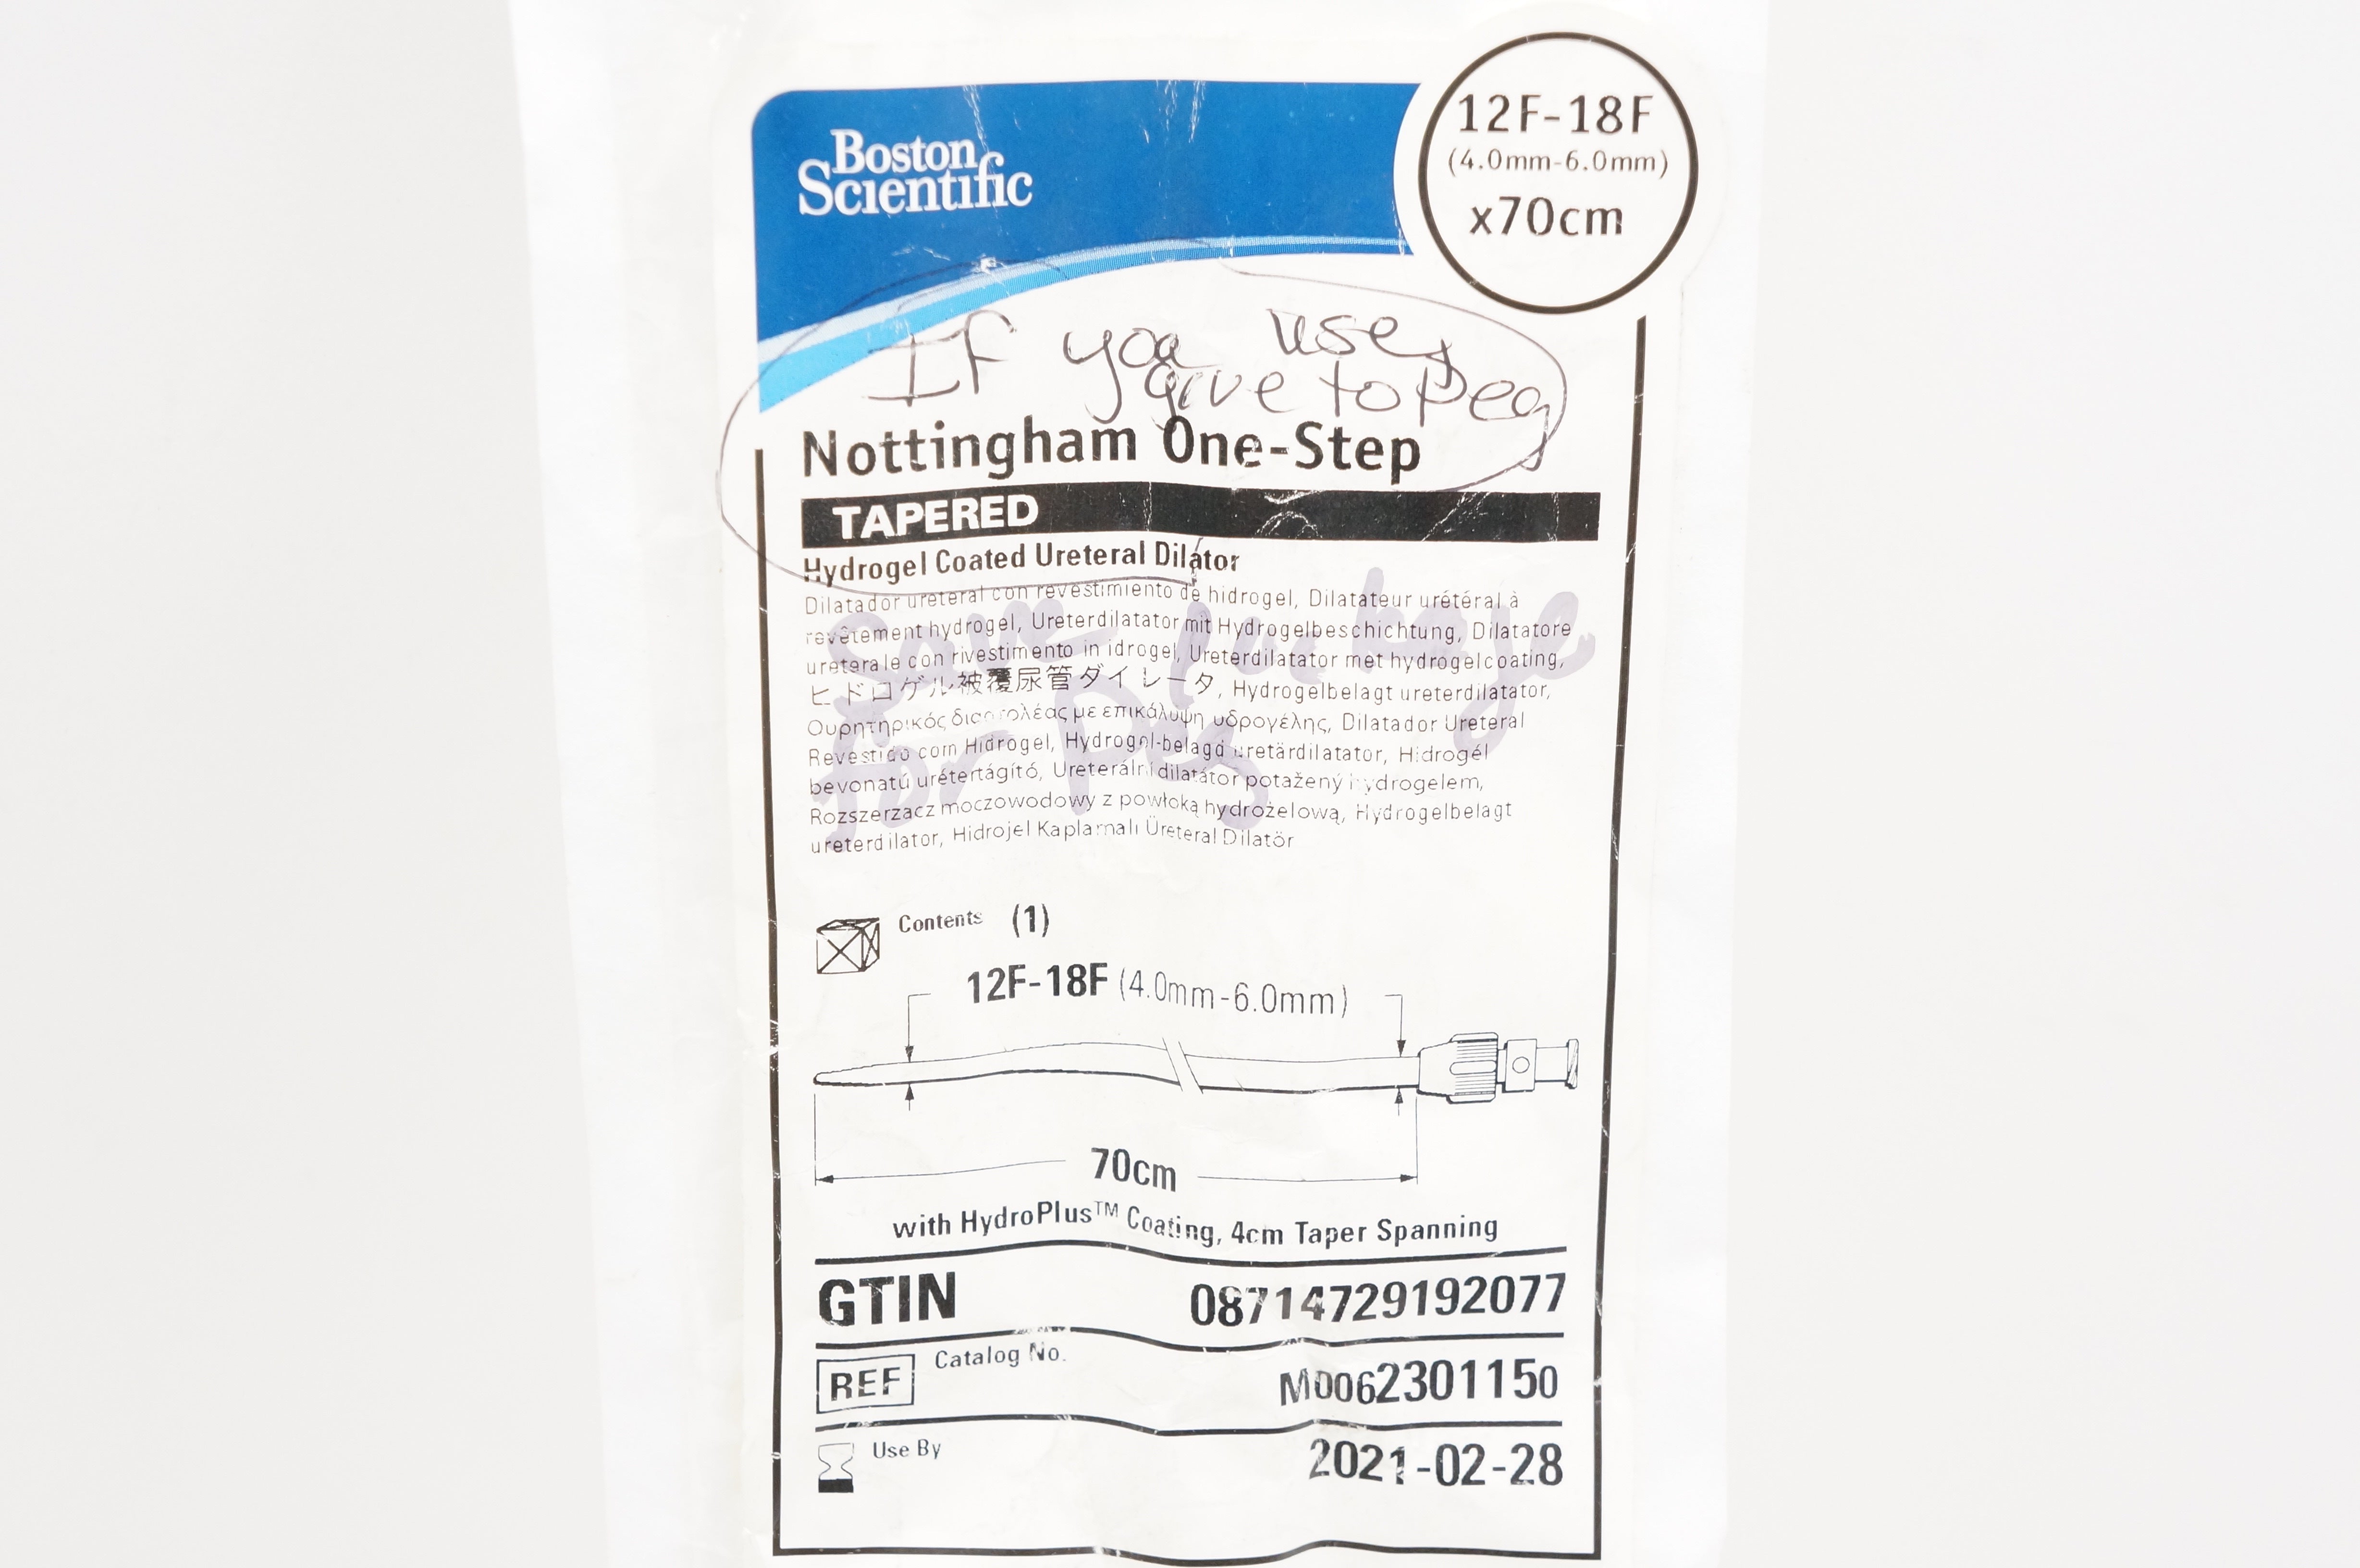 Boston
Scientific
12F-18F
(4.0mm-6.0mm)
x70cm
If you use,
give to Peg
Nottingham One-Step
TAPERED
Hydrogel Coated Ureteral Dilator
Dilatador ureteral con revestimiento de hidrogel, Dilatateur urétéral à
revêtement hydrogel, Ureterdilatator mit Hydrogelbeschichtung, Dilatatore
ureterale con rivestimento in idrogel, Ureterdilatator met hydrogelcoating,
ヒドロゲル被覆尿管ダイレータ, Hydrogelbelagt ureterdilatator,
Ουρητηρικός διαστολέας με επικάλυψη υδρογέλης, Dilatador Ureteral
Revestido com Hidrogel, Hydrogel-belagd uretärdilatator, Hidrogél
bevonatú urétertágító, Ureterální dilatátor potažený hydrogelem,
Rozszerzacz moczowodowy z powłoką hydrożelową, Hydrogelbelagt
ureterdilator, Hidrojel Kaplamalı Üreteral Dilatör
Save package
for Peg
Contents (1)
12F-18F (4.0mm-6.0mm)
70cm
with HydroPlus™ Coating, 4cm Taper Spanning
GTIN 08714729192077
REF Catalog No. M0062301150
Use By 2021-02-28